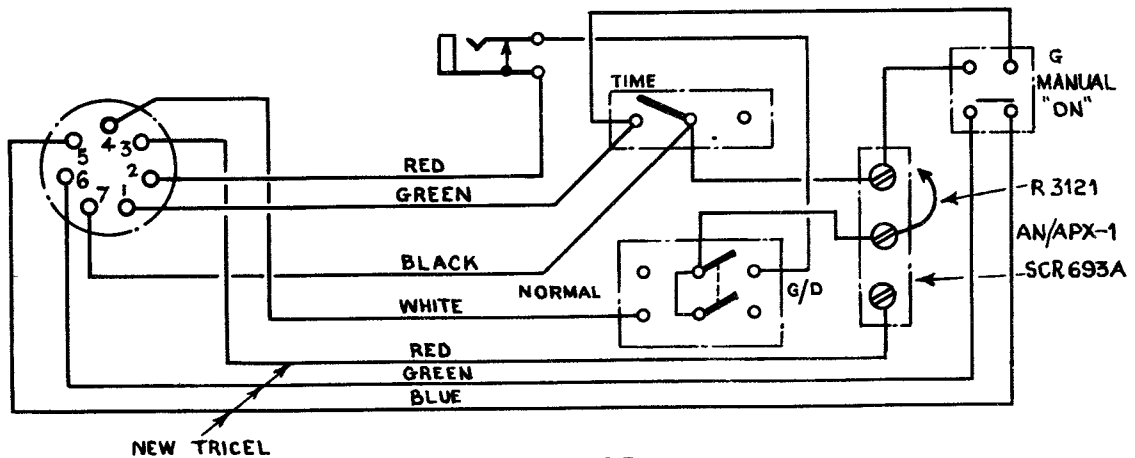 TIME
G
MANUAL
"ON"
5
4
3
6
2
7
1
RED
GREEN
R 3121
AN/APX-1
SCR 693A
BLACK
NORMAL
G/D
WHITE
RED
GREEN
BLUE
NEW TRICEL